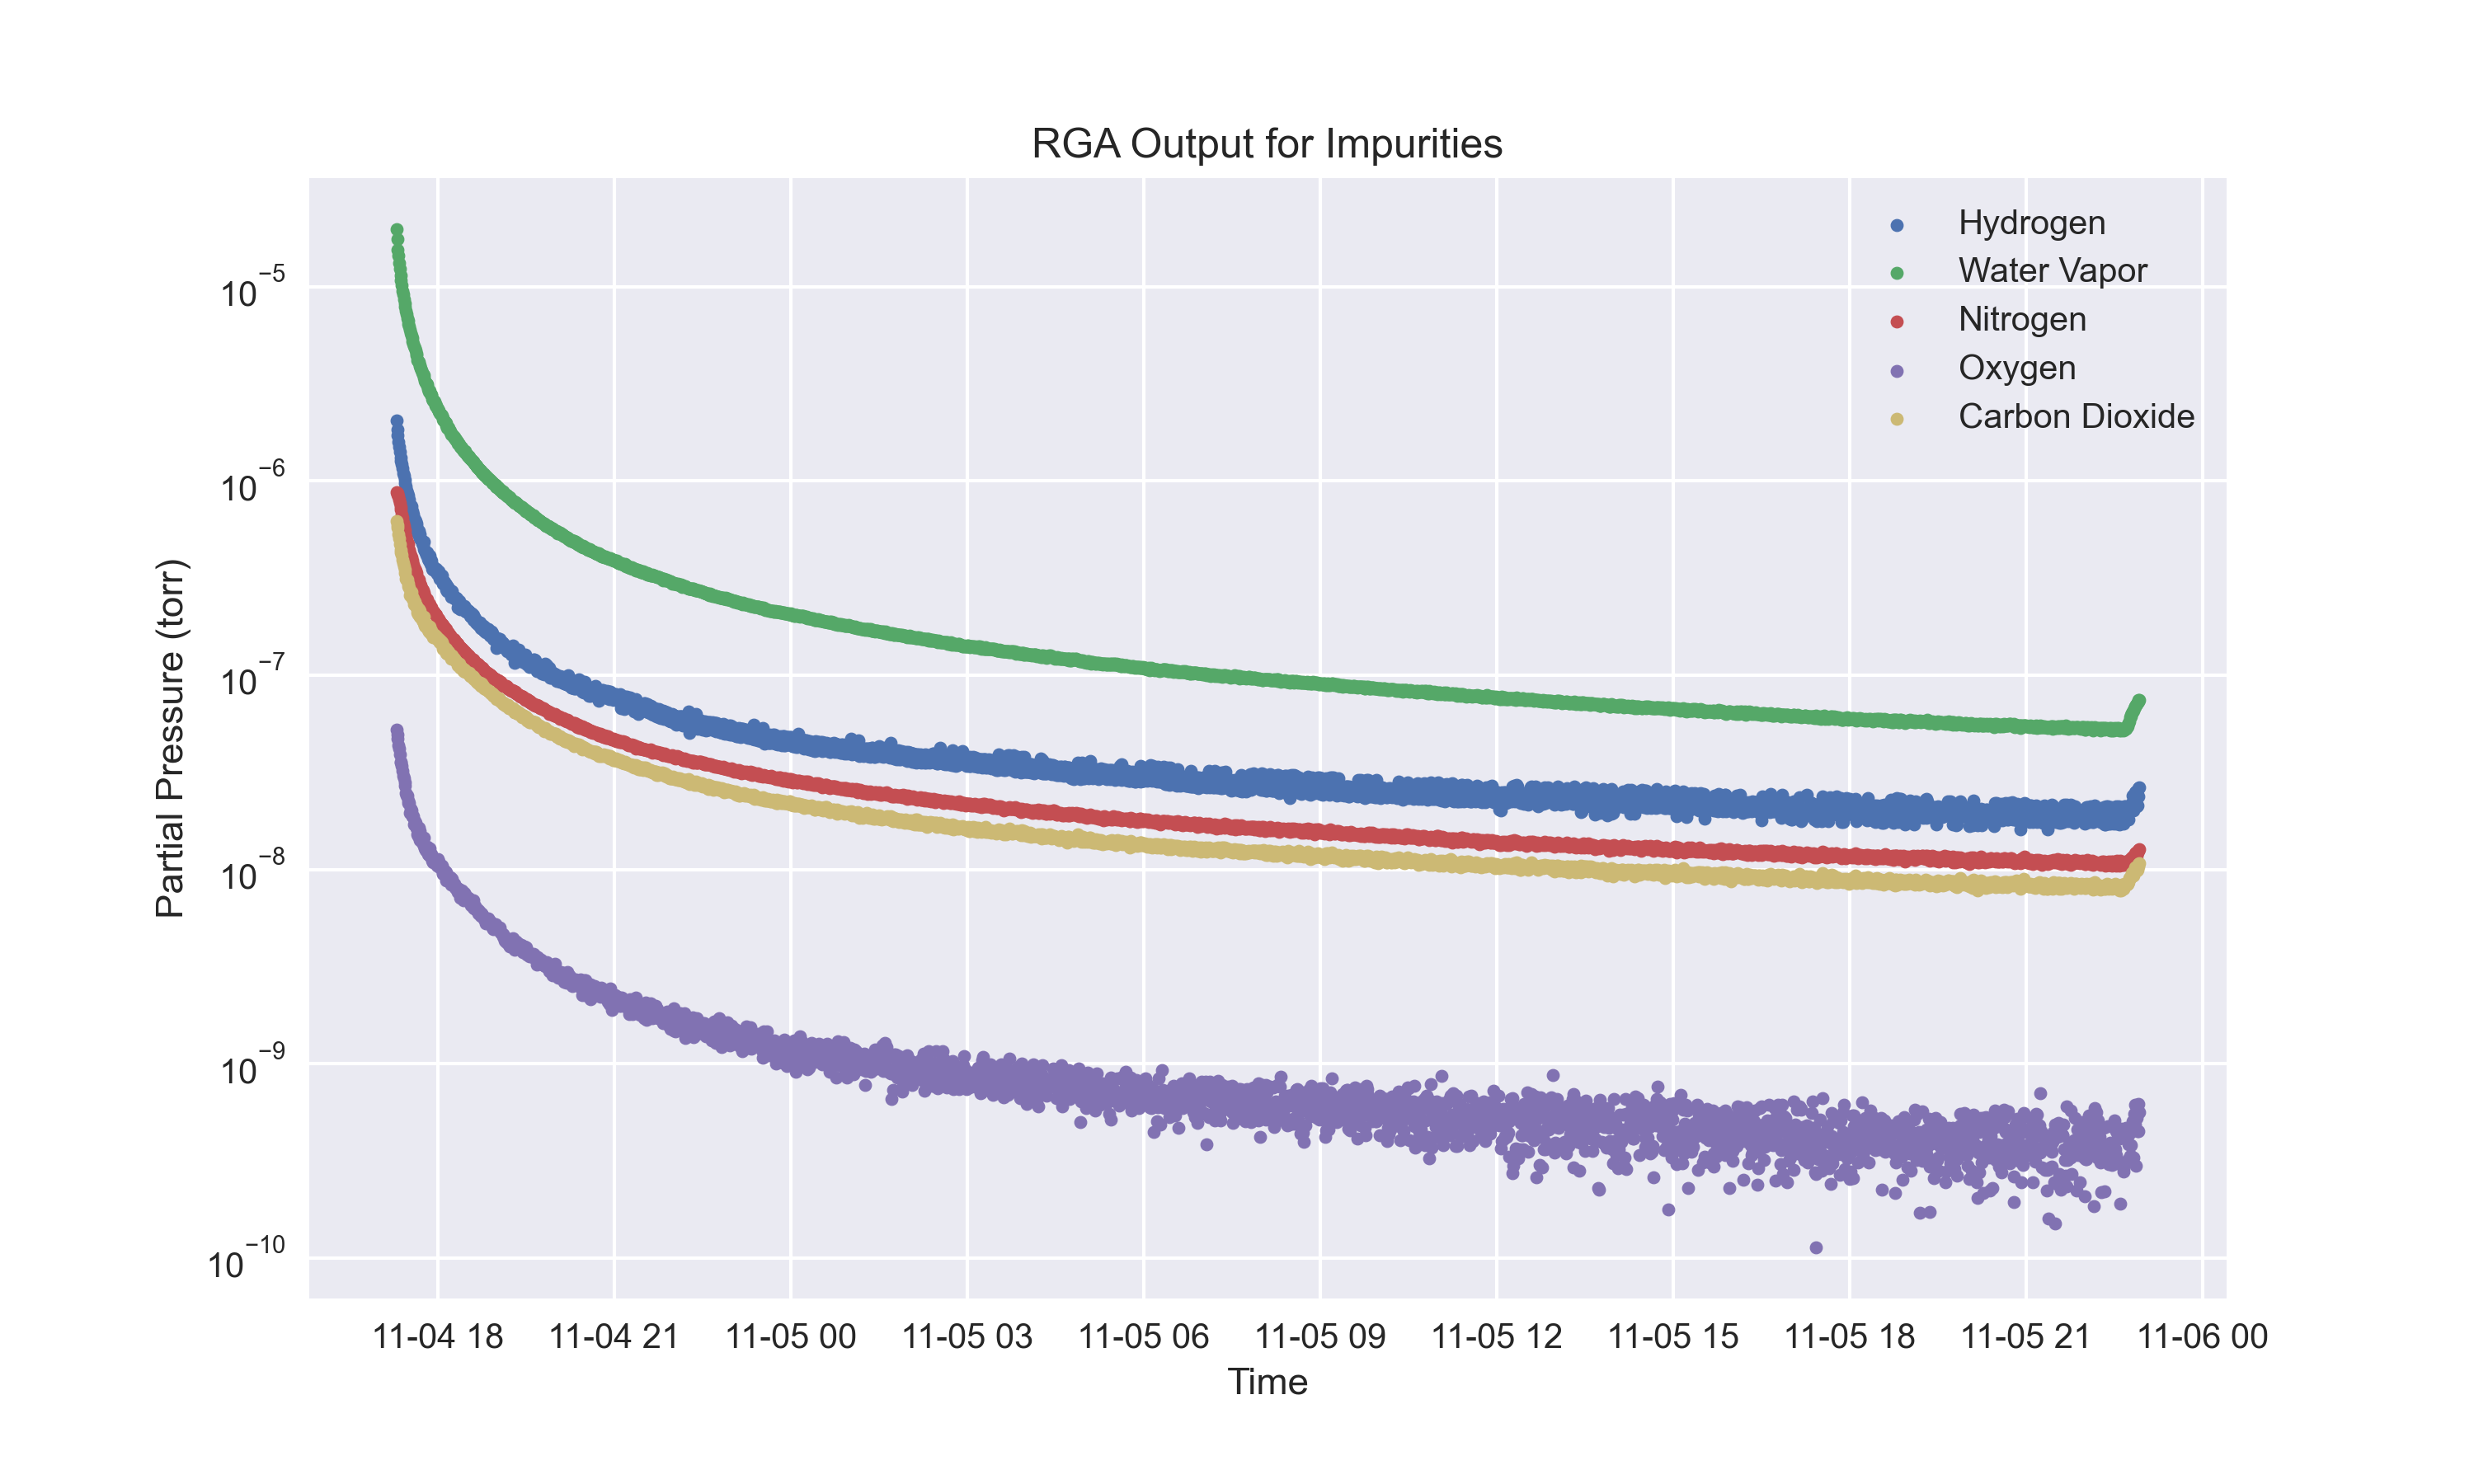 RGA Output for Impurities
Hydrogen
Water Vapor
Nitrogen
Oxygen
Carbon Dioxide
10⁻⁵
10⁻⁶
10⁻⁷
10⁻⁸
10⁻⁹
10⁻¹⁰
Partial Pressure (torr)
11-04 18 11-04 21 11-05 00 11-05 03 11-05 06 11-05 09 11-05 12 11-05 15 11-05 18 11-05 21 11-06 00
Time